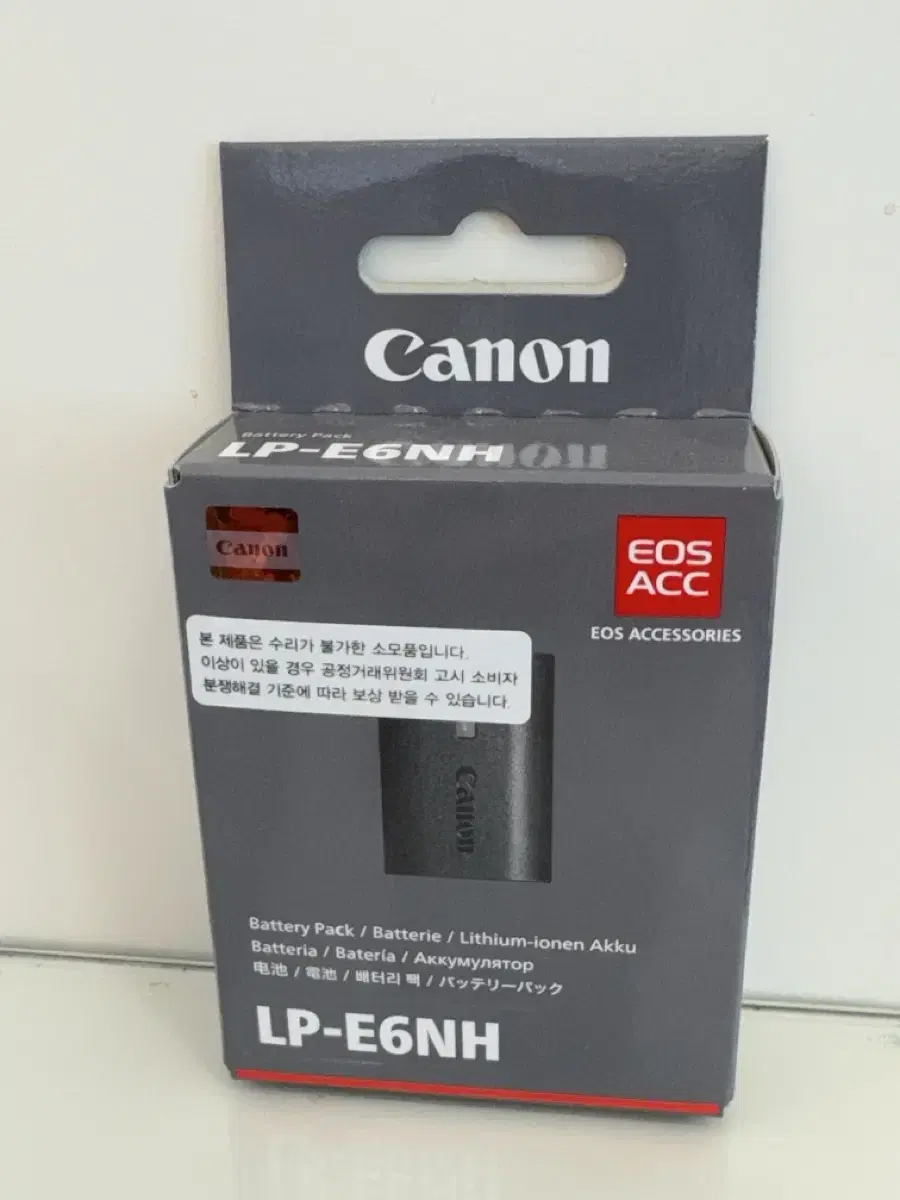 Canon
Battery Pack
LP-E6NH
Canon
EOS
ACC
EOS ACCESSORIES
본 제품은 수리가 불가한 소모품입니다.
이상이 있을 경우 공정거래위원회 고시 소비자
분쟁해결 기준에 따라 보상 받을 수 있습니다.
Canon
Battery Pack / Batterie / Lithium-ionen Akku
Batteria / Batería / Аккумулятор
电池 / 電池 / 배터리 팩 / バッテリーパック
LP-E6NH